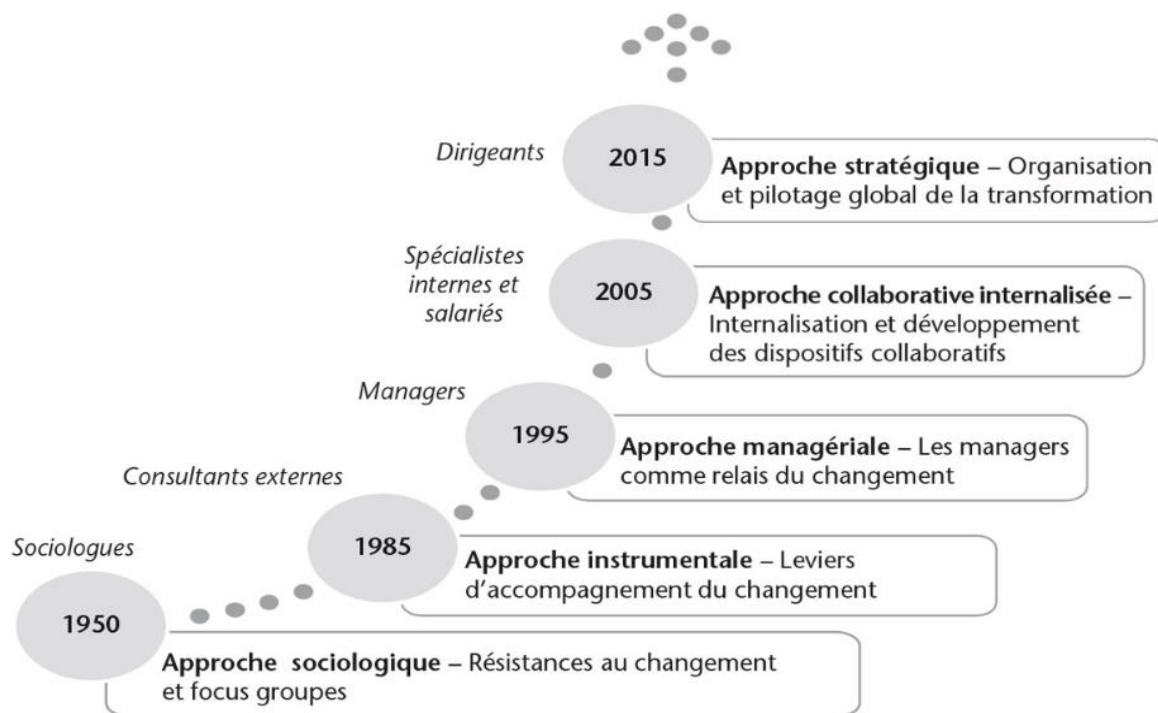 Dirigeants
2015
Approche stratégique – Organisation
et pilotage global de la transformation
Spécialistes
internes et
salariés
2005
Approche collaborative internalisée –
Internalisation et développement
des dispositifs collaboratifs
Managers
1995
Approche managériale – Les managers
comme relais du changement
Consultants externes
1985
Approche instrumentale – Leviers
d’accompagnement du changement
Sociologues
1950
Approche sociologique – Résistances au changement
et focus groupes